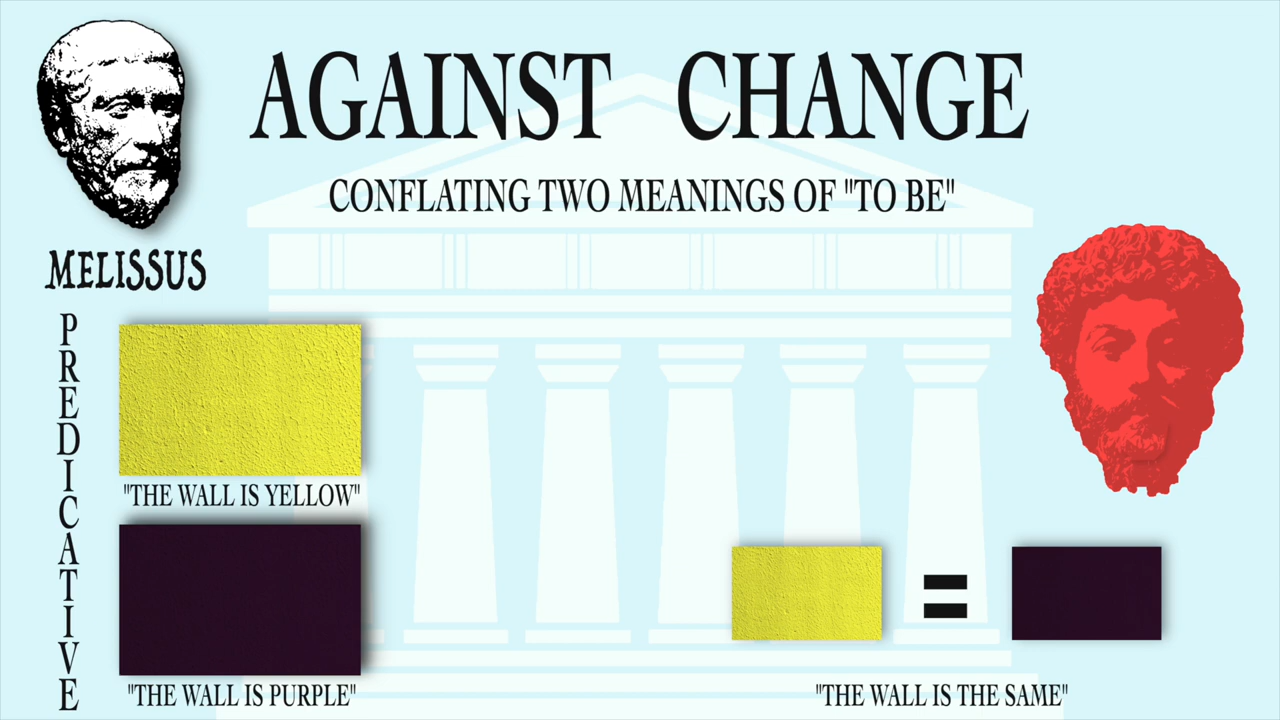 AGAINST CHANGE
CONFLATING TWO MEANINGS OF "TO BE"
MELISSUS
PREDICATIVE
"THE WALL IS YELLOW"
"THE WALL IS PURPLE"
=
"THE WALL IS THE SAME"